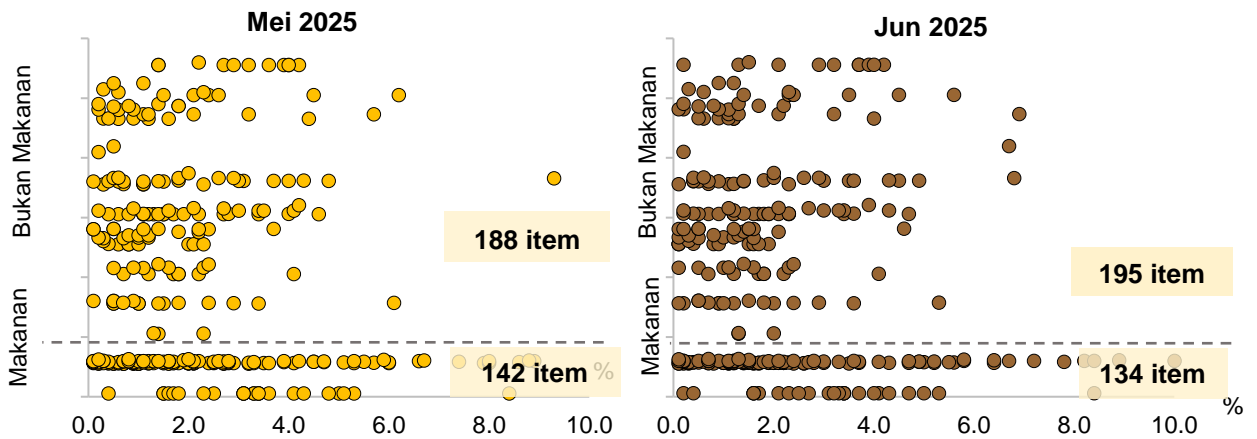 Mei 2025
Bukan Makanan
Makanan
188 item
142 item
%
0.0 2.0 4.0 6.0 8.0 10.0
Jun 2025
Bukan Makanan
Makanan
195 item
134 item
%
0.0 2.0 4.0 6.0 8.0 10.0